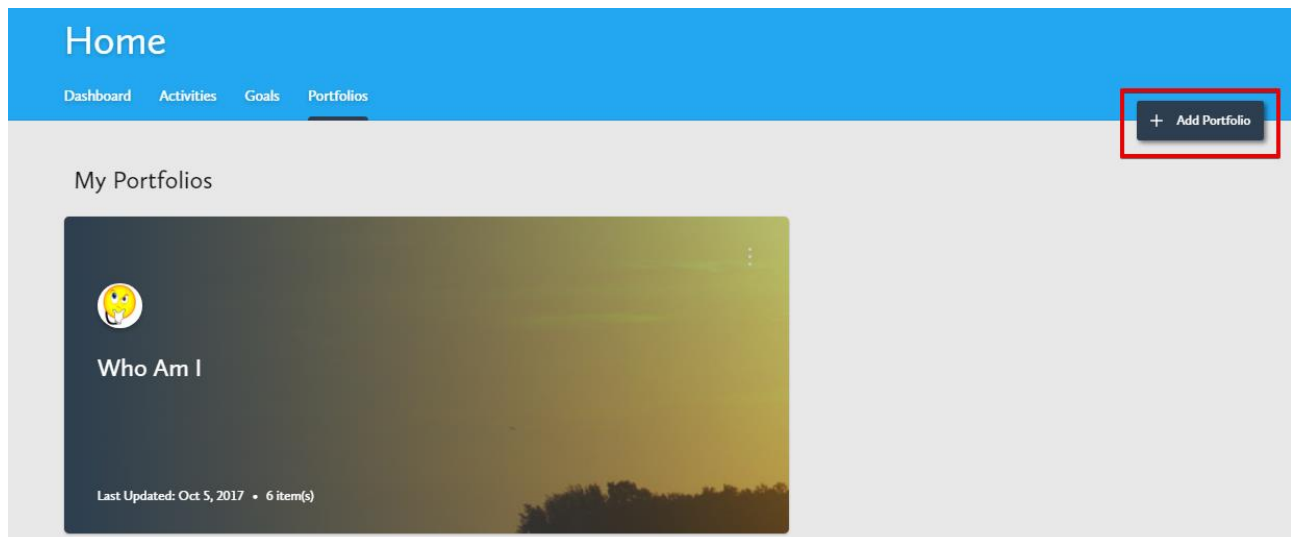 Home
Dashboard Activities Goals Portfolios
+ Add Portfolio
My Portfolios
Who Am I
Last Updated: Oct 5, 2017 • 6 item(s)